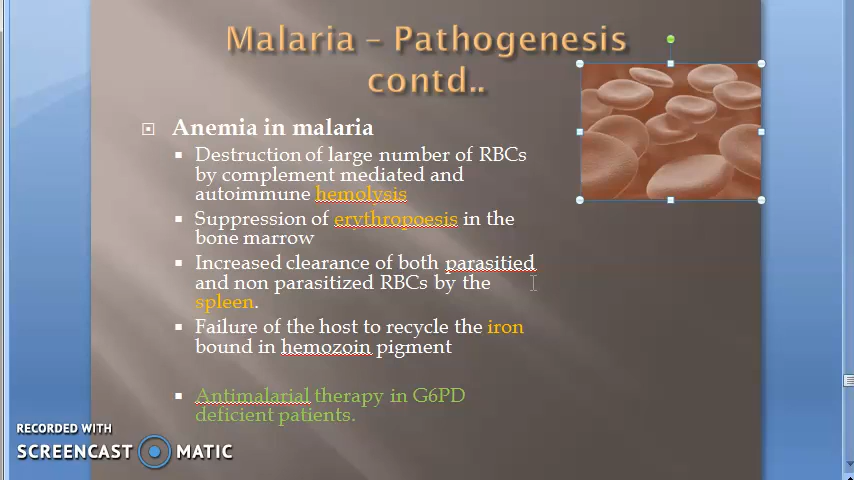 Malaria – Pathogenesis
contd..
Anemia in malaria
Destruction of large number of RBCs
by complement mediated and
autoimmune hemolysis
Suppression of erythropoesis in the
bone marrow
Increased clearance of both parasitied
and non parasitized RBCs by the
spleen.
Failure of the host to recycle the iron
bound in hemozoin pigment
Antimalarial therapy in G6PD
deficient patients.
RECORDED WITH
SCREENCAST MATIC